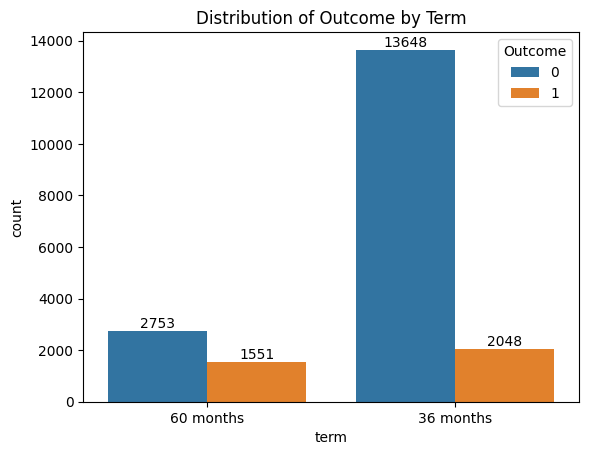 Distribution of Outcome by Term
14000
12000
10000
8000
6000
4000
2000
0
count
2753
1551
13648
2048
Outcome
0
1
60 months
36 months
term